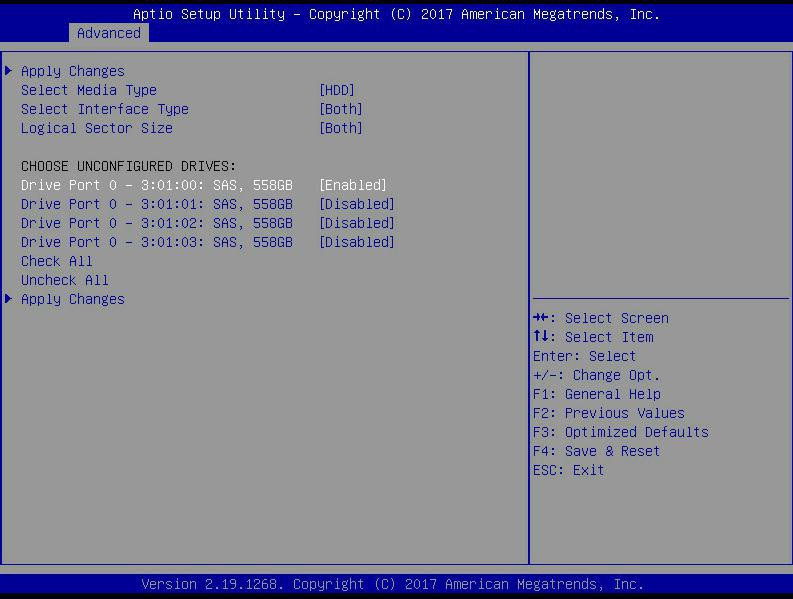 Aptio Setup Utility – Copyright (C) 2017 American Megatrends, Inc.
Advanced
▶ Apply Changes
Select Media Type [HDD]
Select Interface Type [Both]
Logical Sector Size [Both]
CHOOSE UNCONFIGURED DRIVES:
Drive Port 0 – 3:01:00: SAS, 558GB [Enabled]
Drive Port 0 – 3:01:01: SAS, 558GB [Disabled]
Drive Port 0 – 3:01:02: SAS, 558GB [Disabled]
Drive Port 0 – 3:01:03: SAS, 558GB [Disabled]
Check All
Uncheck All
▶ Apply Changes
→←: Select Screen
↑↓: Select Item
Enter: Select
+/–: Change Opt.
F1: General Help
F2: Previous Values
F3: Optimized Defaults
F4: Save & Reset
ESC: Exit
Version 2.19.1268. Copyright (C) 2017 American Megatrends, Inc.